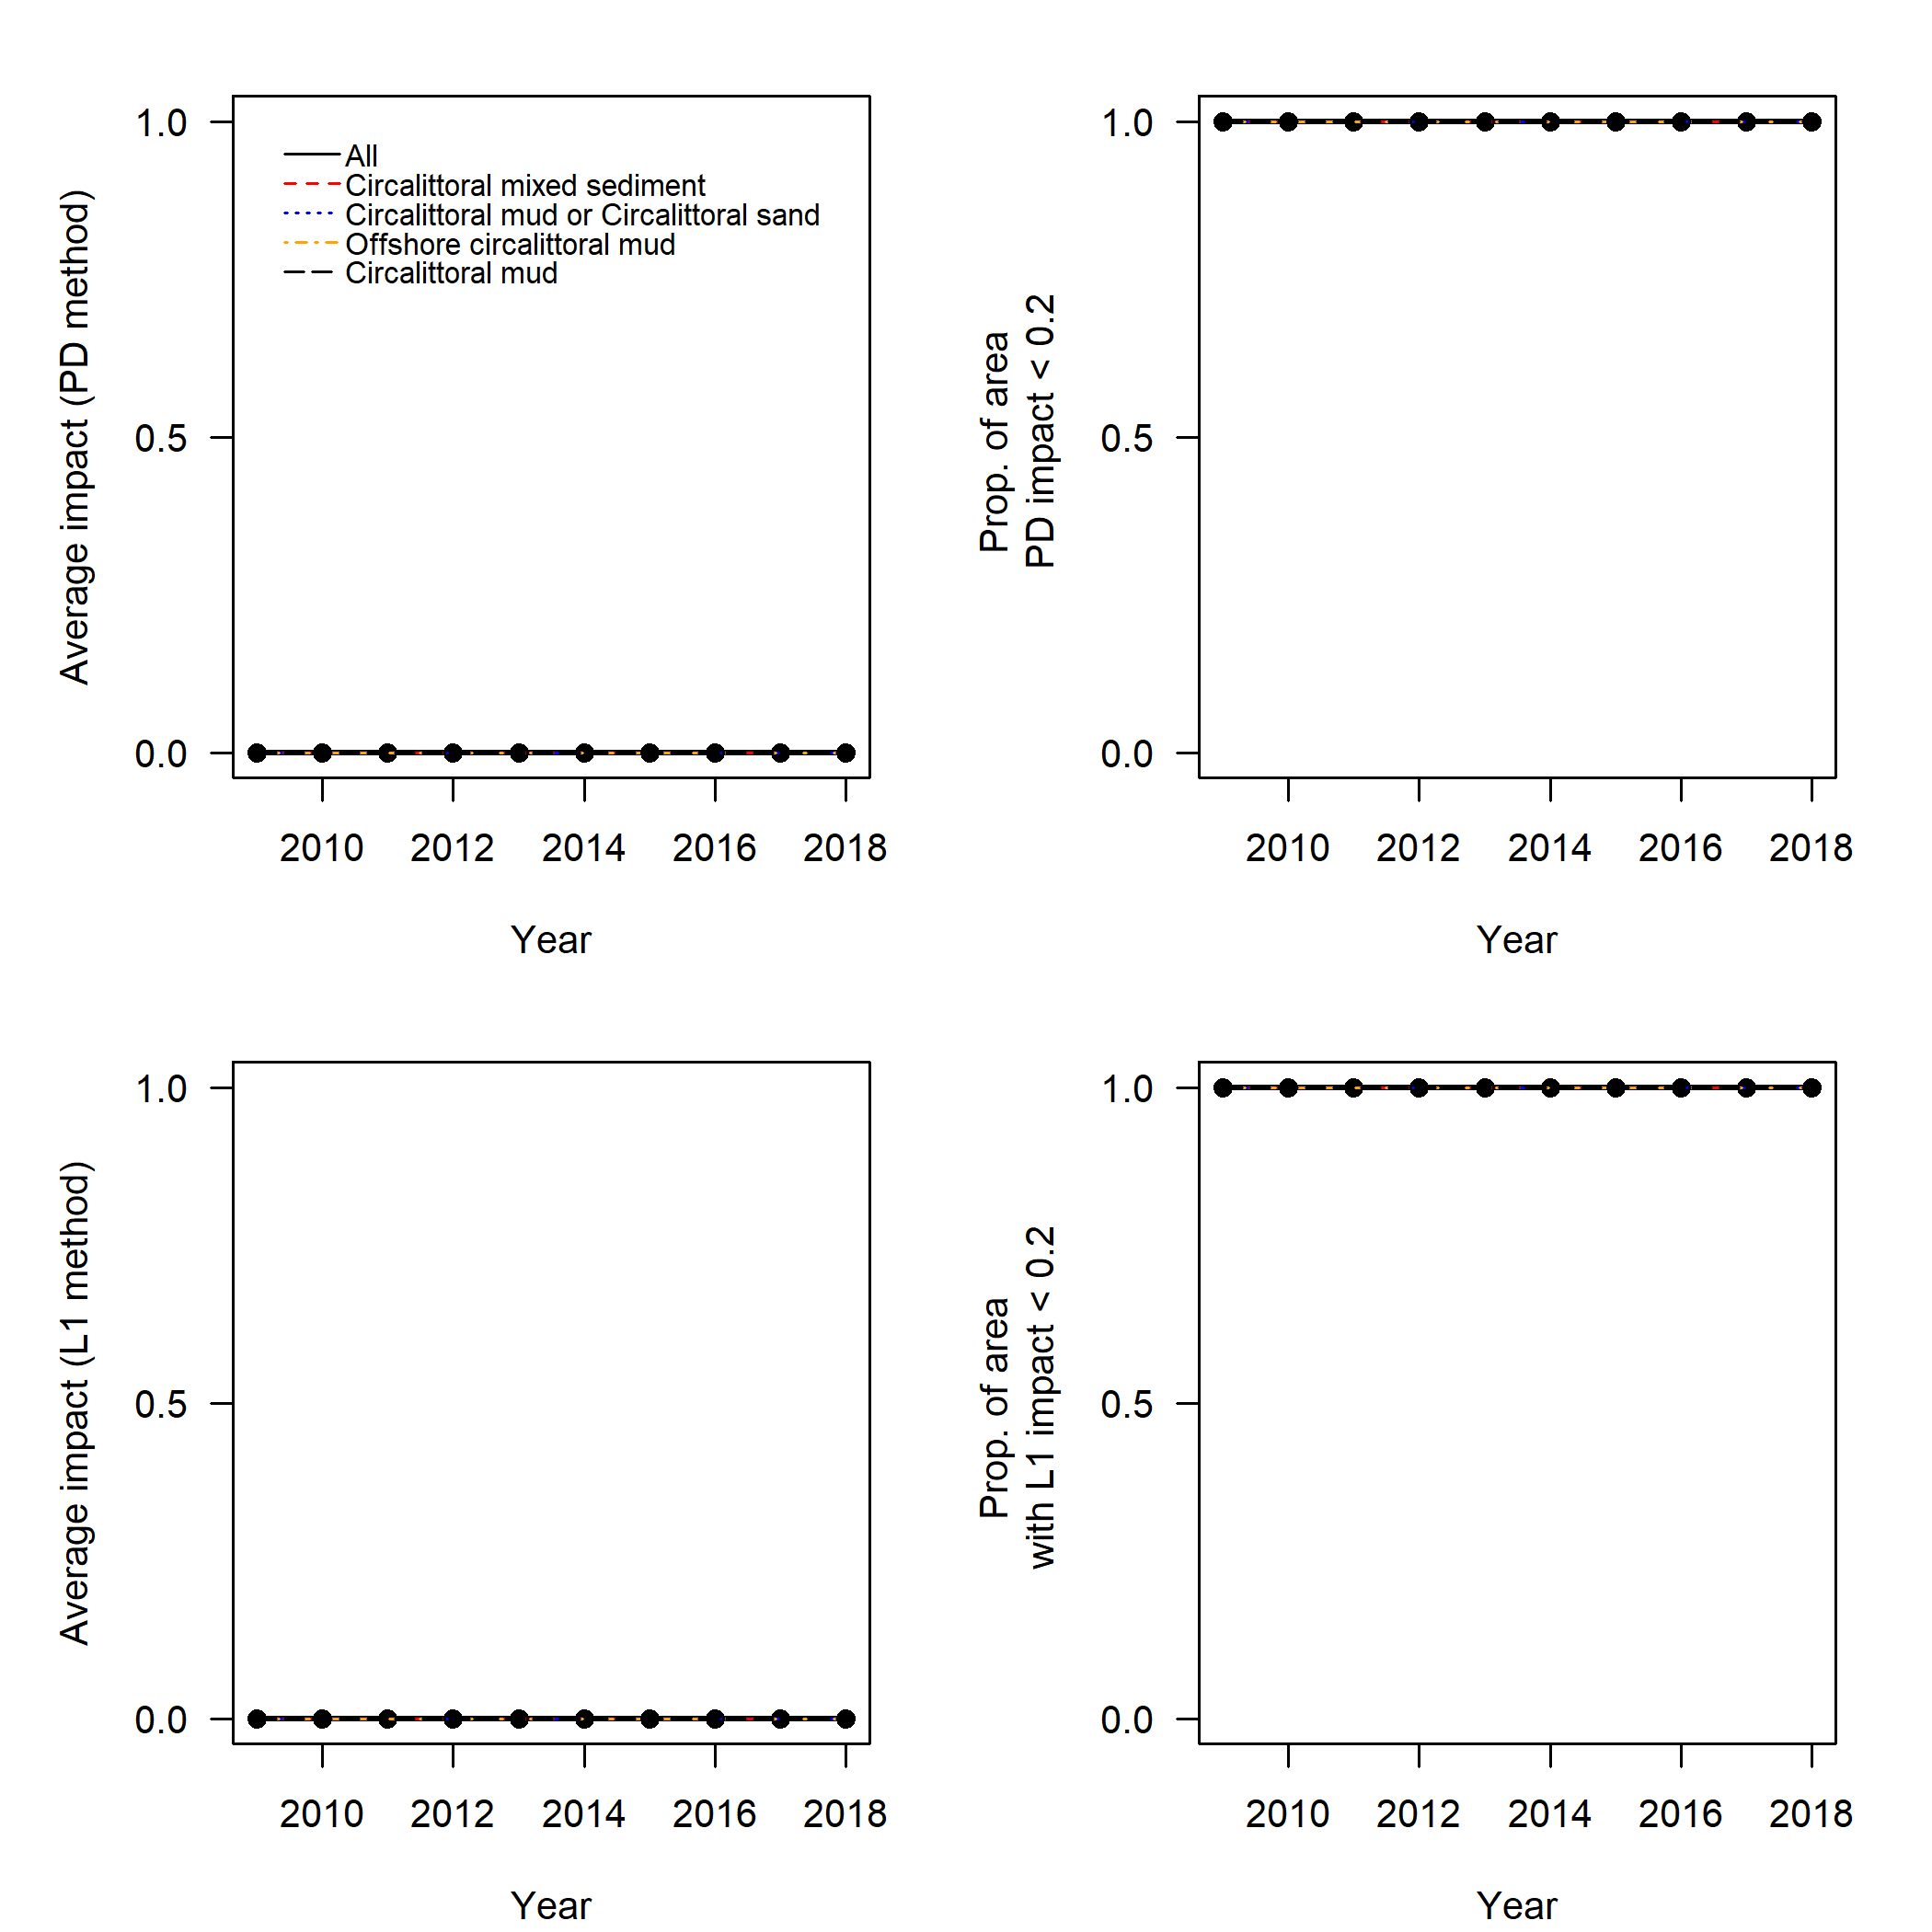 Average impact (PD method)
1.0
0.5
0.0
All
Circalittoral mixed sediment
Circalittoral mud or Circalittoral sand
Offshore circalittoral mud
Circalittoral mud
2010 2012 2014 2016 2018
Year
Prop. of area
PD impact < 0.2
1.0
0.5
0.0
2010 2012 2014 2016 2018
Year
Average impact (L1 method)
1.0
0.5
0.0
2010 2012 2014 2016 2018
Year
Prop. of area
with L1 impact < 0.2
1.0
0.5
0.0
2010 2012 2014 2016 2018
Year